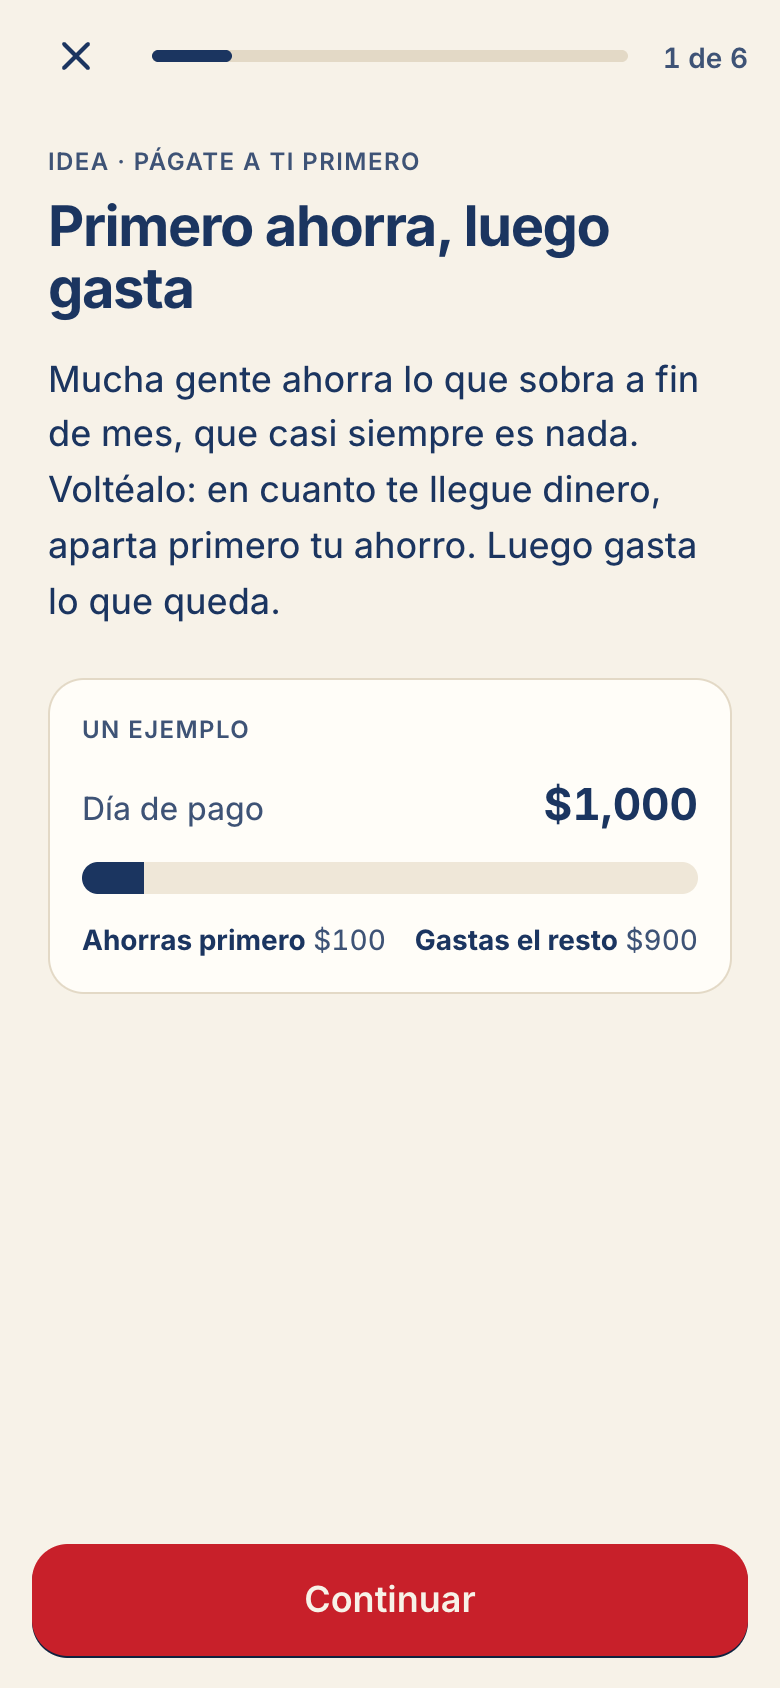 1 de 6
IDEA · PÁGATE A TI PRIMERO
Primero ahorra, luego
gasta
Mucha gente ahorra lo que sobra a fin
de mes, que casi siempre es nada.
Voltéalo: en cuanto te llegue dinero,
aparta primero tu ahorro. Luego gasta
lo que queda.
UN EJEMPLO
Día de pago $1,000
Ahorras primero $100 Gastas el resto $900
Continuar